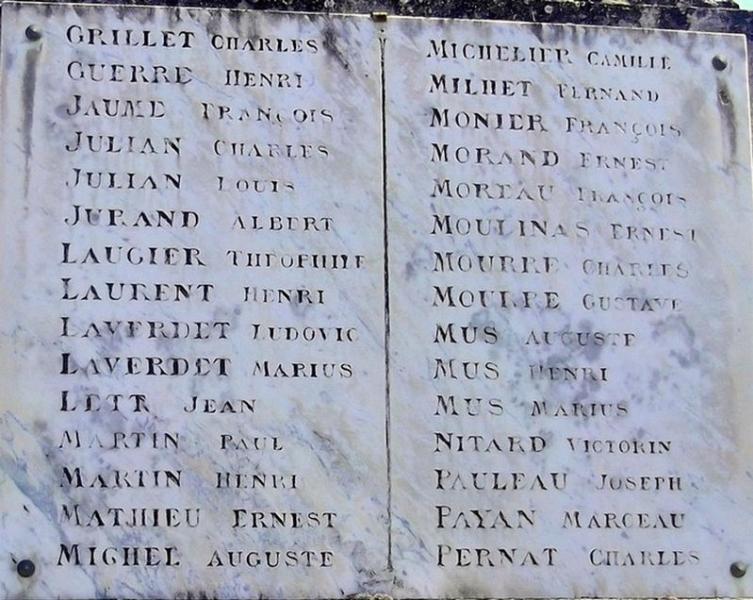 GRILLET CHARLES
GUERRE HENRI
JAUME FRANÇOIS
JULIAN CHARLES
JULIAN LOUIS
JURAND ALBERT
LAUGIER THÉOPHILE
LAURENT HENRI
LAVERDET LUDOVIC
LAVERDET MARIUS
JEAN
MARTIN PAUL
MARTIN HENRI
MATHIEU ERNEST
MICHEL AUGUSTE
MICHELIER CAMILLE
MILHET FERNAND
MONIER FRANÇOIS
MORAND ERNEST
MOREAU FRANÇOIS
MOULINAS ERNEST
MOURRE CHARLES
MOURRE GUSTAVE
MUS AUGUSTE
MUS HENRI
MUS MARIUS
NITARD VICTORIN
PAULEAU JOSEPH
PAYAN MARCEAU
PERNAT CHARLES